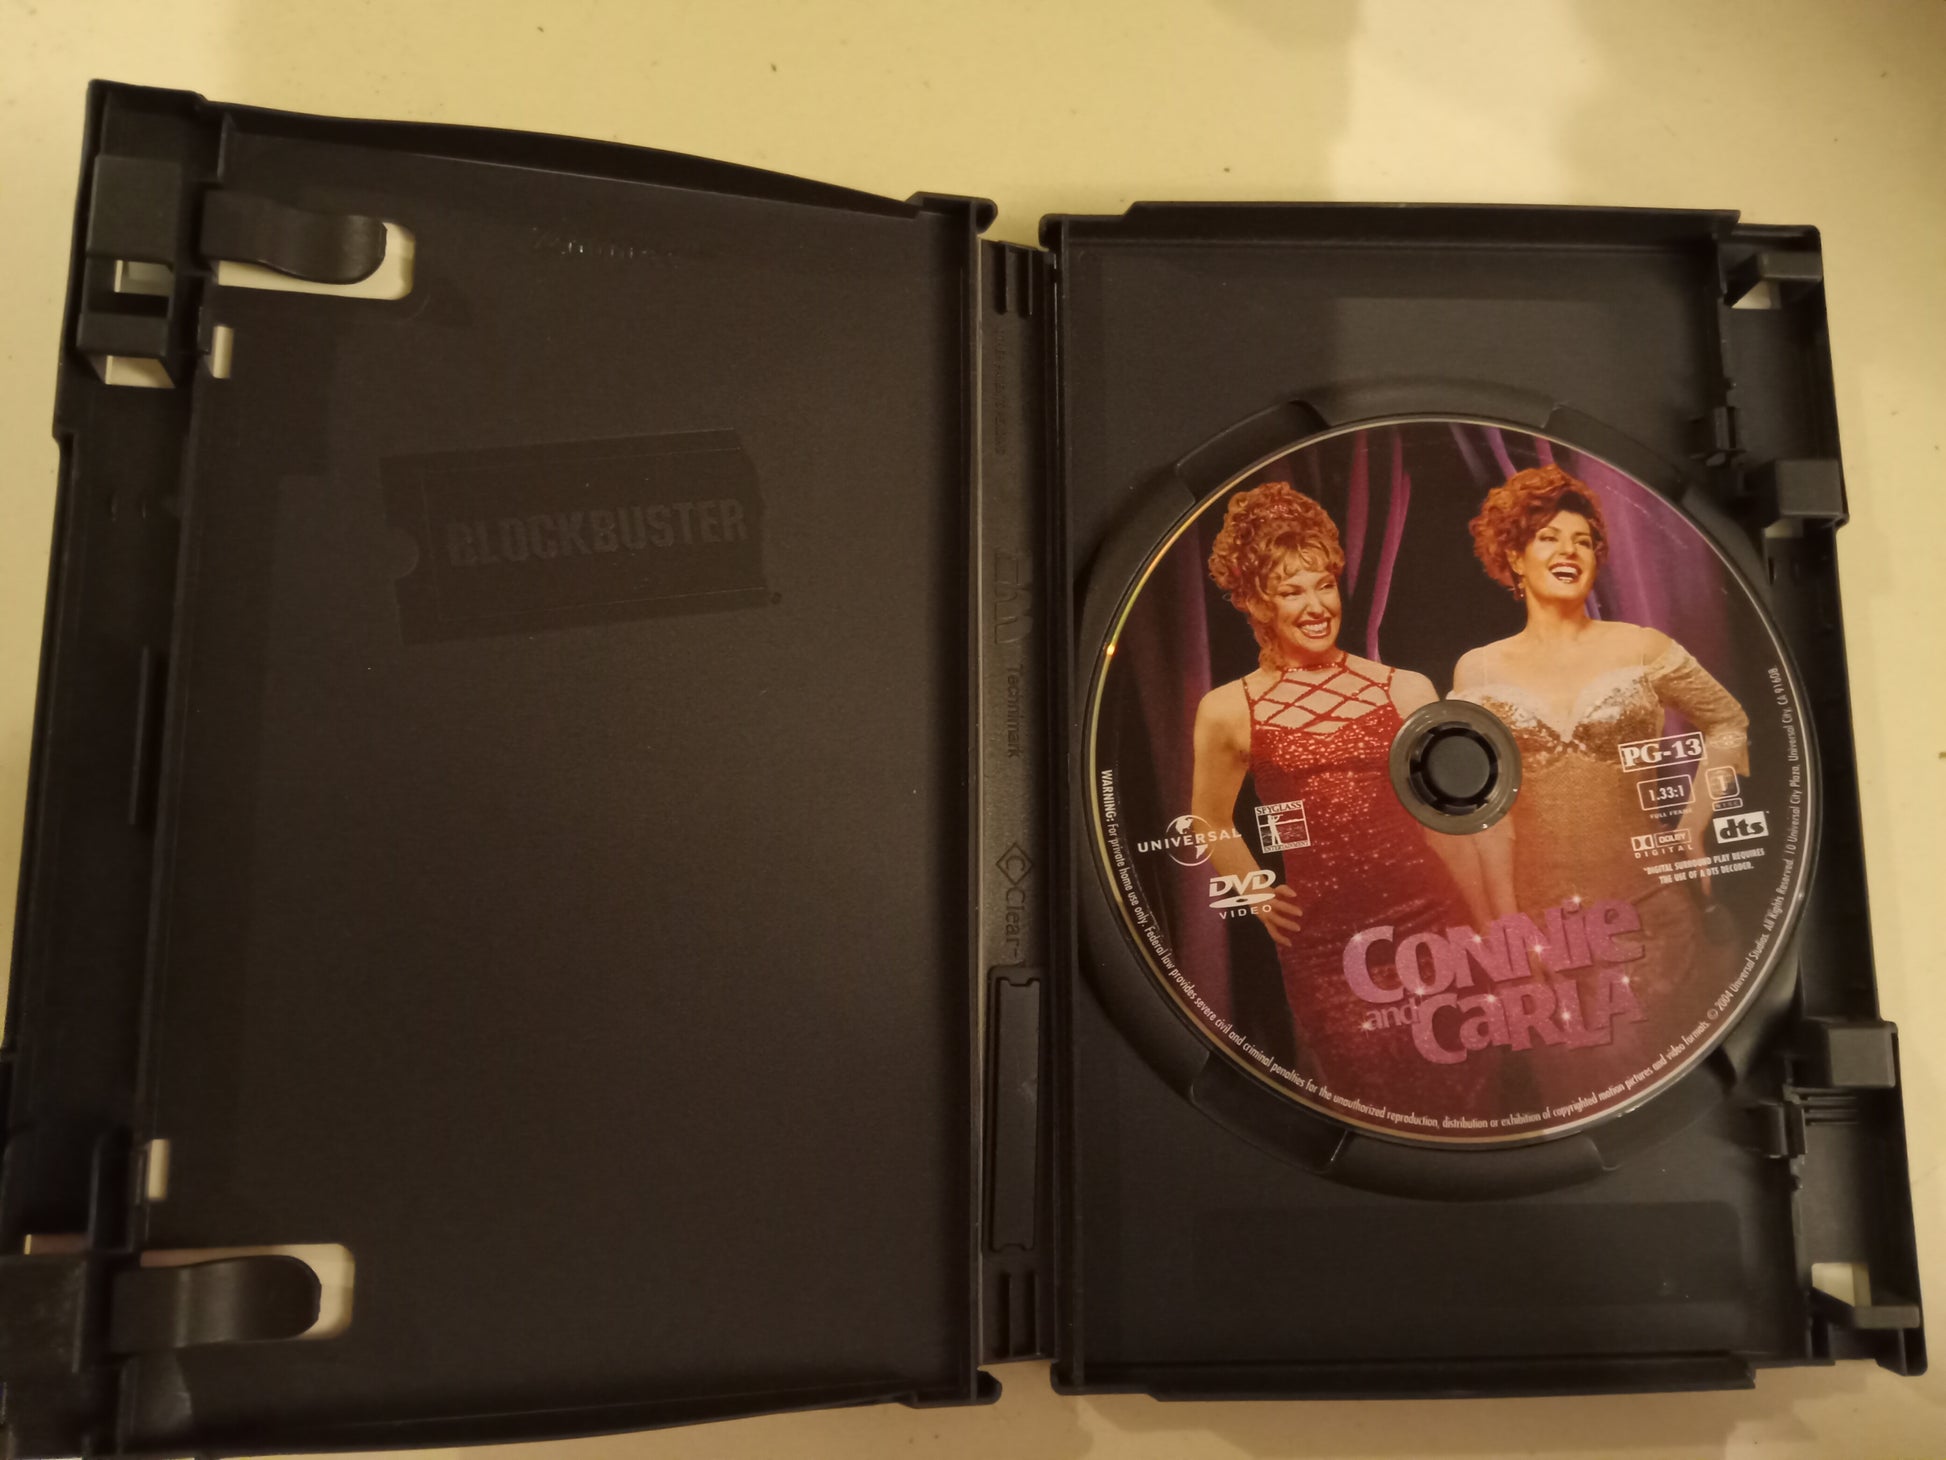 BLOCKBUSTER
Technimark
Clear-
UNIVERSAL
SPYGLASS
ENTERTAINMENT
DVD
VIDEO
PG-13
1.33:1
FULL FRAME
DOLBY
DIGITAL
dts
*DIGITAL SURROUND PLAY REQUIRES
THE USE OF A DTS DECODER.
CONNie
and CaRLA
WARNING: For private home use only. Federal law provides severe civil and criminal penalties for the unauthorized reproduction, distribution or exhibition of copyrighted motion pictures and video formats. © 2004 Universal Studios. All Rights Reserved. 10 Universal City Plaza, Universal City, CA 91608